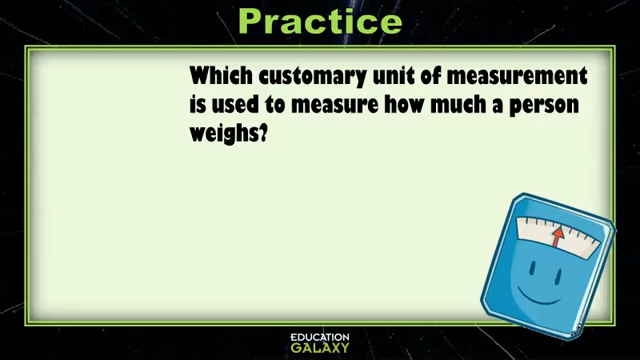 Practice
Which customary unit of measurement
is used to measure how much a person
weighs?
EDUCATION
GALAXY